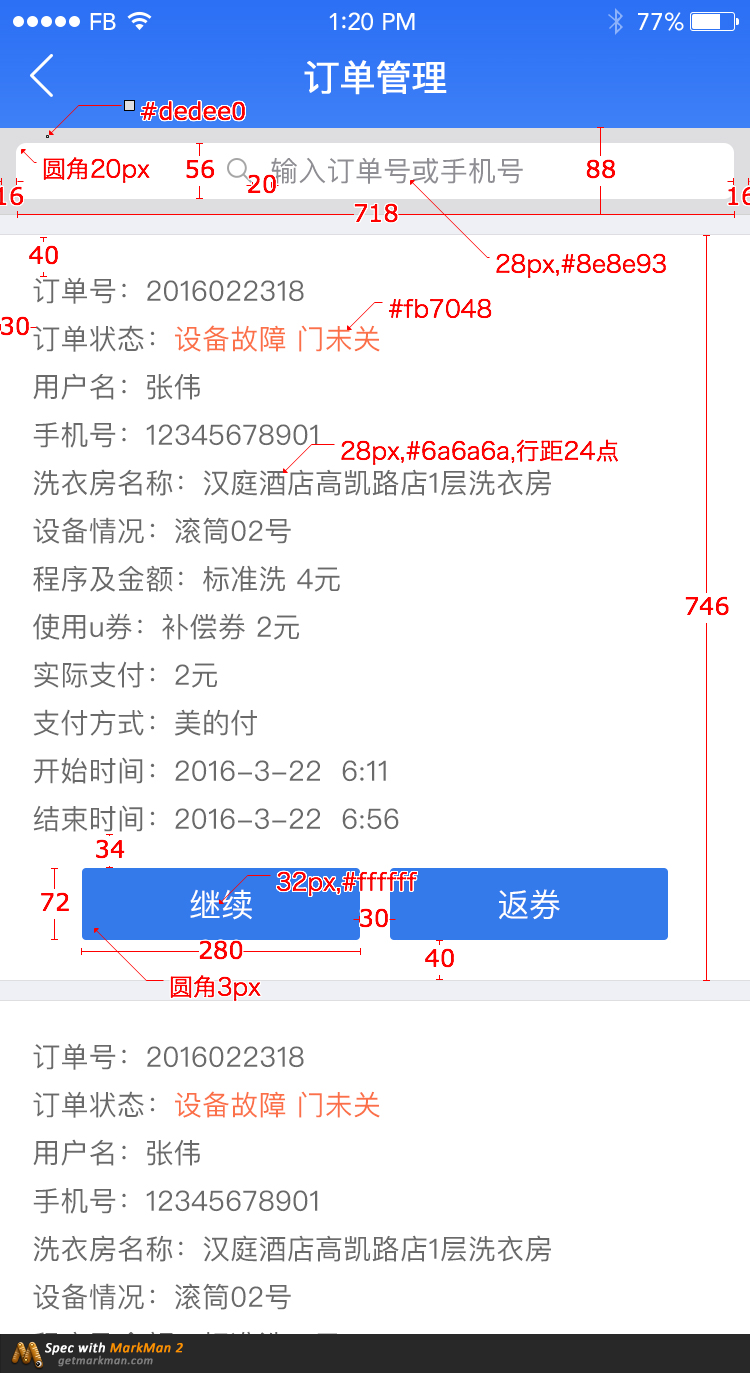 FB 1:20 PM 77%
订单管理
#dedee0
圆角20px 56 20 输入订单号或手机号 88
16 718 16
40 28px,#8e8e93
订单号：2016022318
#fb7048
30 订单状态：设备故障 门未关
用户名：张伟
手机号：12345678901
28px,#6a6a6a,行距24点
洗衣房名称：汉庭酒店高凯路店1层洗衣房
设备情况：滚筒02号
程序及金额：标准洗 4元
746
使用u券：补偿券 2元
实际支付：2元
支付方式：美的付
开始时间：2016-3-22 6:11
结束时间：2016-3-22 6:56
34
32px,#ffffff
72 继续 30 返券
280 40
圆角3px
订单号：2016022318
订单状态：设备故障 门未关
用户名：张伟
手机号：12345678901
洗衣房名称：汉庭酒店高凯路店1层洗衣房
设备情况：滚筒02号
Spec with MarkMan 2
getmarkman.com